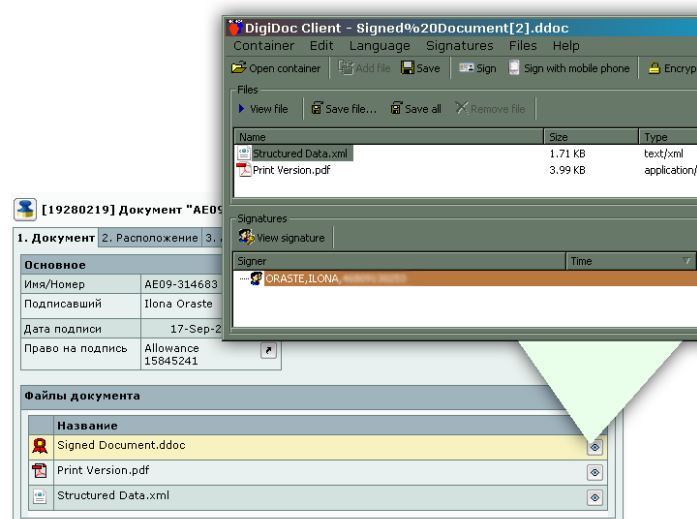 DigiDoc Client - Signed%20Document[2].ddoc
Container Edit Language Signatures Files Help
Open container Add file Save Sign Sign with mobile phone Encryp
Files
View file Save file... Save all Remove file
Name Size Type
Structured Data.xml 1.71 KB text/xml
Print Version.pdf 3.99 KB application/
Signatures
View signature
Signer Time
ORASTE,ILONA,
[19280219] Документ "AE09
1. Документ 2. Расположение 3.
Основное
Имя/Номер AE09-314683
Подписавший Ilona Oraste
Дата подписи 17-Sep-2
Право на подпись Allowance
15845241
Файлы документа
Название
Signed Document.ddoc
Print Version.pdf
Structured Data.xml